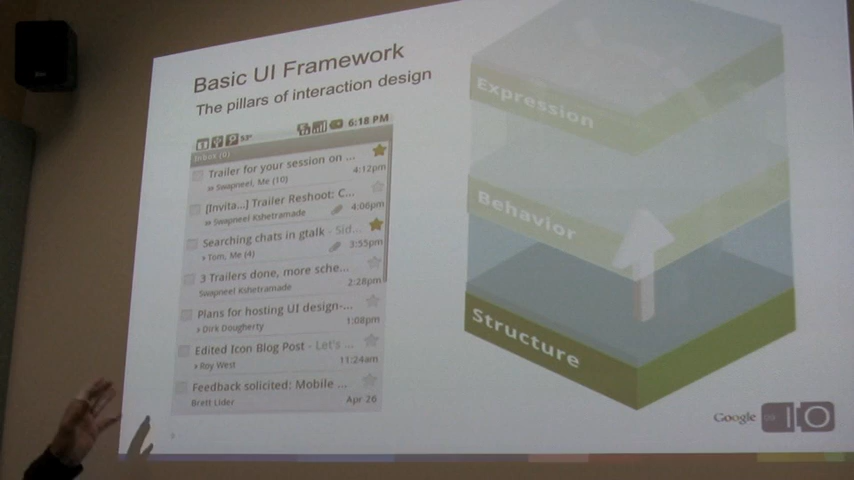 Basic UI Framework
The pillars of interaction design
53° 6:18 PM
Inbox (0)
Trailer for your session on ...
Swapneel, Me (10) 4:12pm
[Invita...] Trailer Reshoot: C...
Swapneel Kshetramade 4:06pm
Searching chats in gtalk - Sid...
Tom, Me (4) 3:55pm
3 Trailers done, more sche...
Swapneel Kshetramade 2:28pm
Plans for hosting UI design-...
Dirk Dougherty 1:08pm
Edited Icon Blog Post - Let's ...
Roy West 11:24am
Feedback solicited: Mobile ...
Brett Lider Apr 26
Expression
Behavior
Structure
Google IO